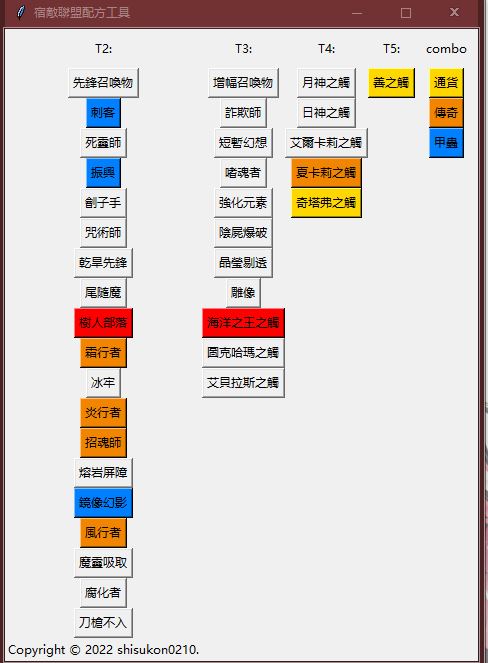 宿敵聯盟配方工具
T2: T3: T4: T5: combo
先鋒召喚物 增幅召喚物 月神之觸 善之觸 通貨
刺客 詐欺師 日神之觸 傳奇
死靈師 短暫幻想 艾爾卡莉之觸 甲蟲
振興 嗜魂者 夏卡莉之觸
劊子手 強化元素 奇塔弗之觸
咒術師 陰屍爆破
乾旱先鋒 晶瑩剔透
尾隨魔 雕像
樹人部落 海洋之王之觸
霜行者 圖克哈瑪之觸
冰牢 艾貝拉斯之觸
炎行者
招魂師
熔岩屏障
鏡像幻影
風行者
魔靈吸取
腐化者
刀槍不入
Copyright © 2022 shisukon0210.